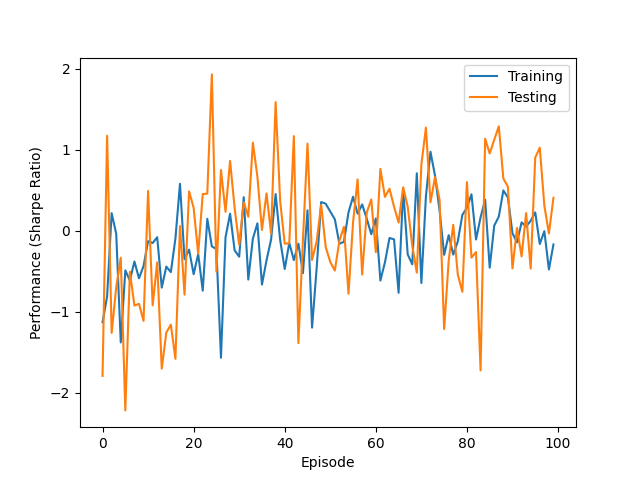 Training
Testing
2
1
0
−1
−2
Performance (Sharpe Ratio)
0 20 40 60 80 100
Episode